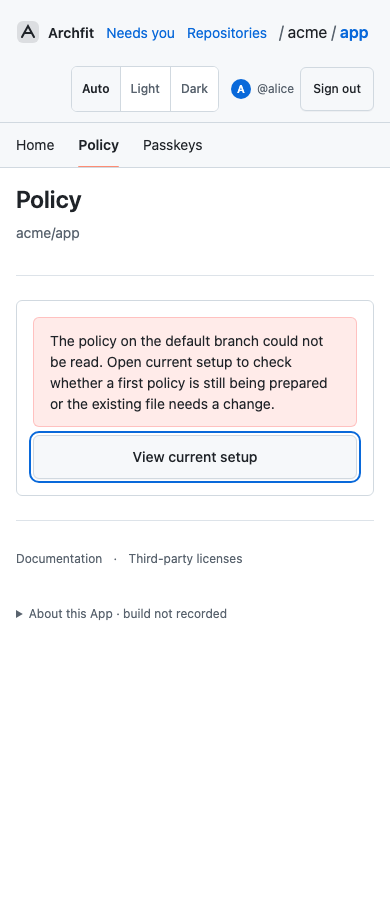 Archfit Needs you Repositories / acme / app
Auto Light Dark A @alice Sign out
Home Policy Passkeys
Policy
acme/app
The policy on the default branch could not
be read. Open current setup to check
whether a first policy is still being prepared
or the existing file needs a change.
View current setup
Documentation · Third-party licenses
About this App · build not recorded